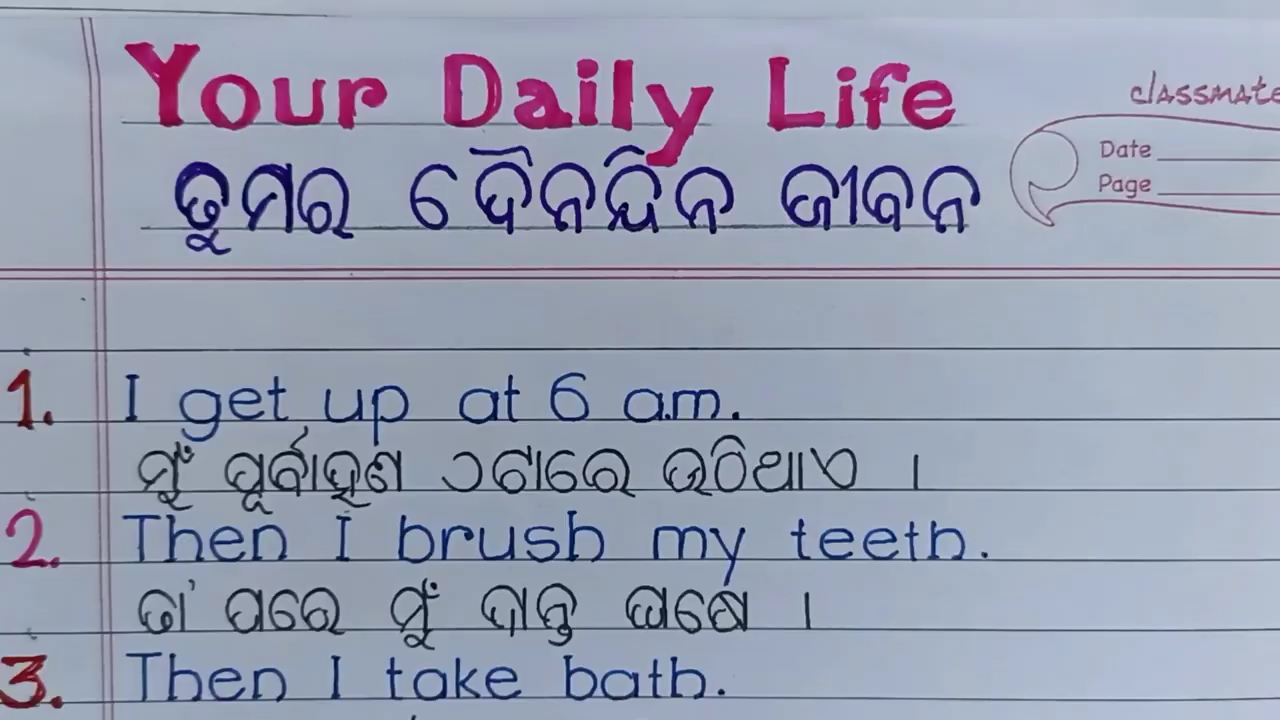 Your Daily Life
ତୁମର ଦୈନନ୍ଦିନ ଜୀବନ
classmate
Date
Page
1. I get up at 6 a.m.
ମୁଁ ପୂର୍ବାହ୍ଣ ୬ଟାରେ ଉଠିଥାଏ ।
2. Then I brush my teeth.
ତା' ପରେ ମୁଁ ଦାନ୍ତ ଘଷେ ।
3. Then I take bath.